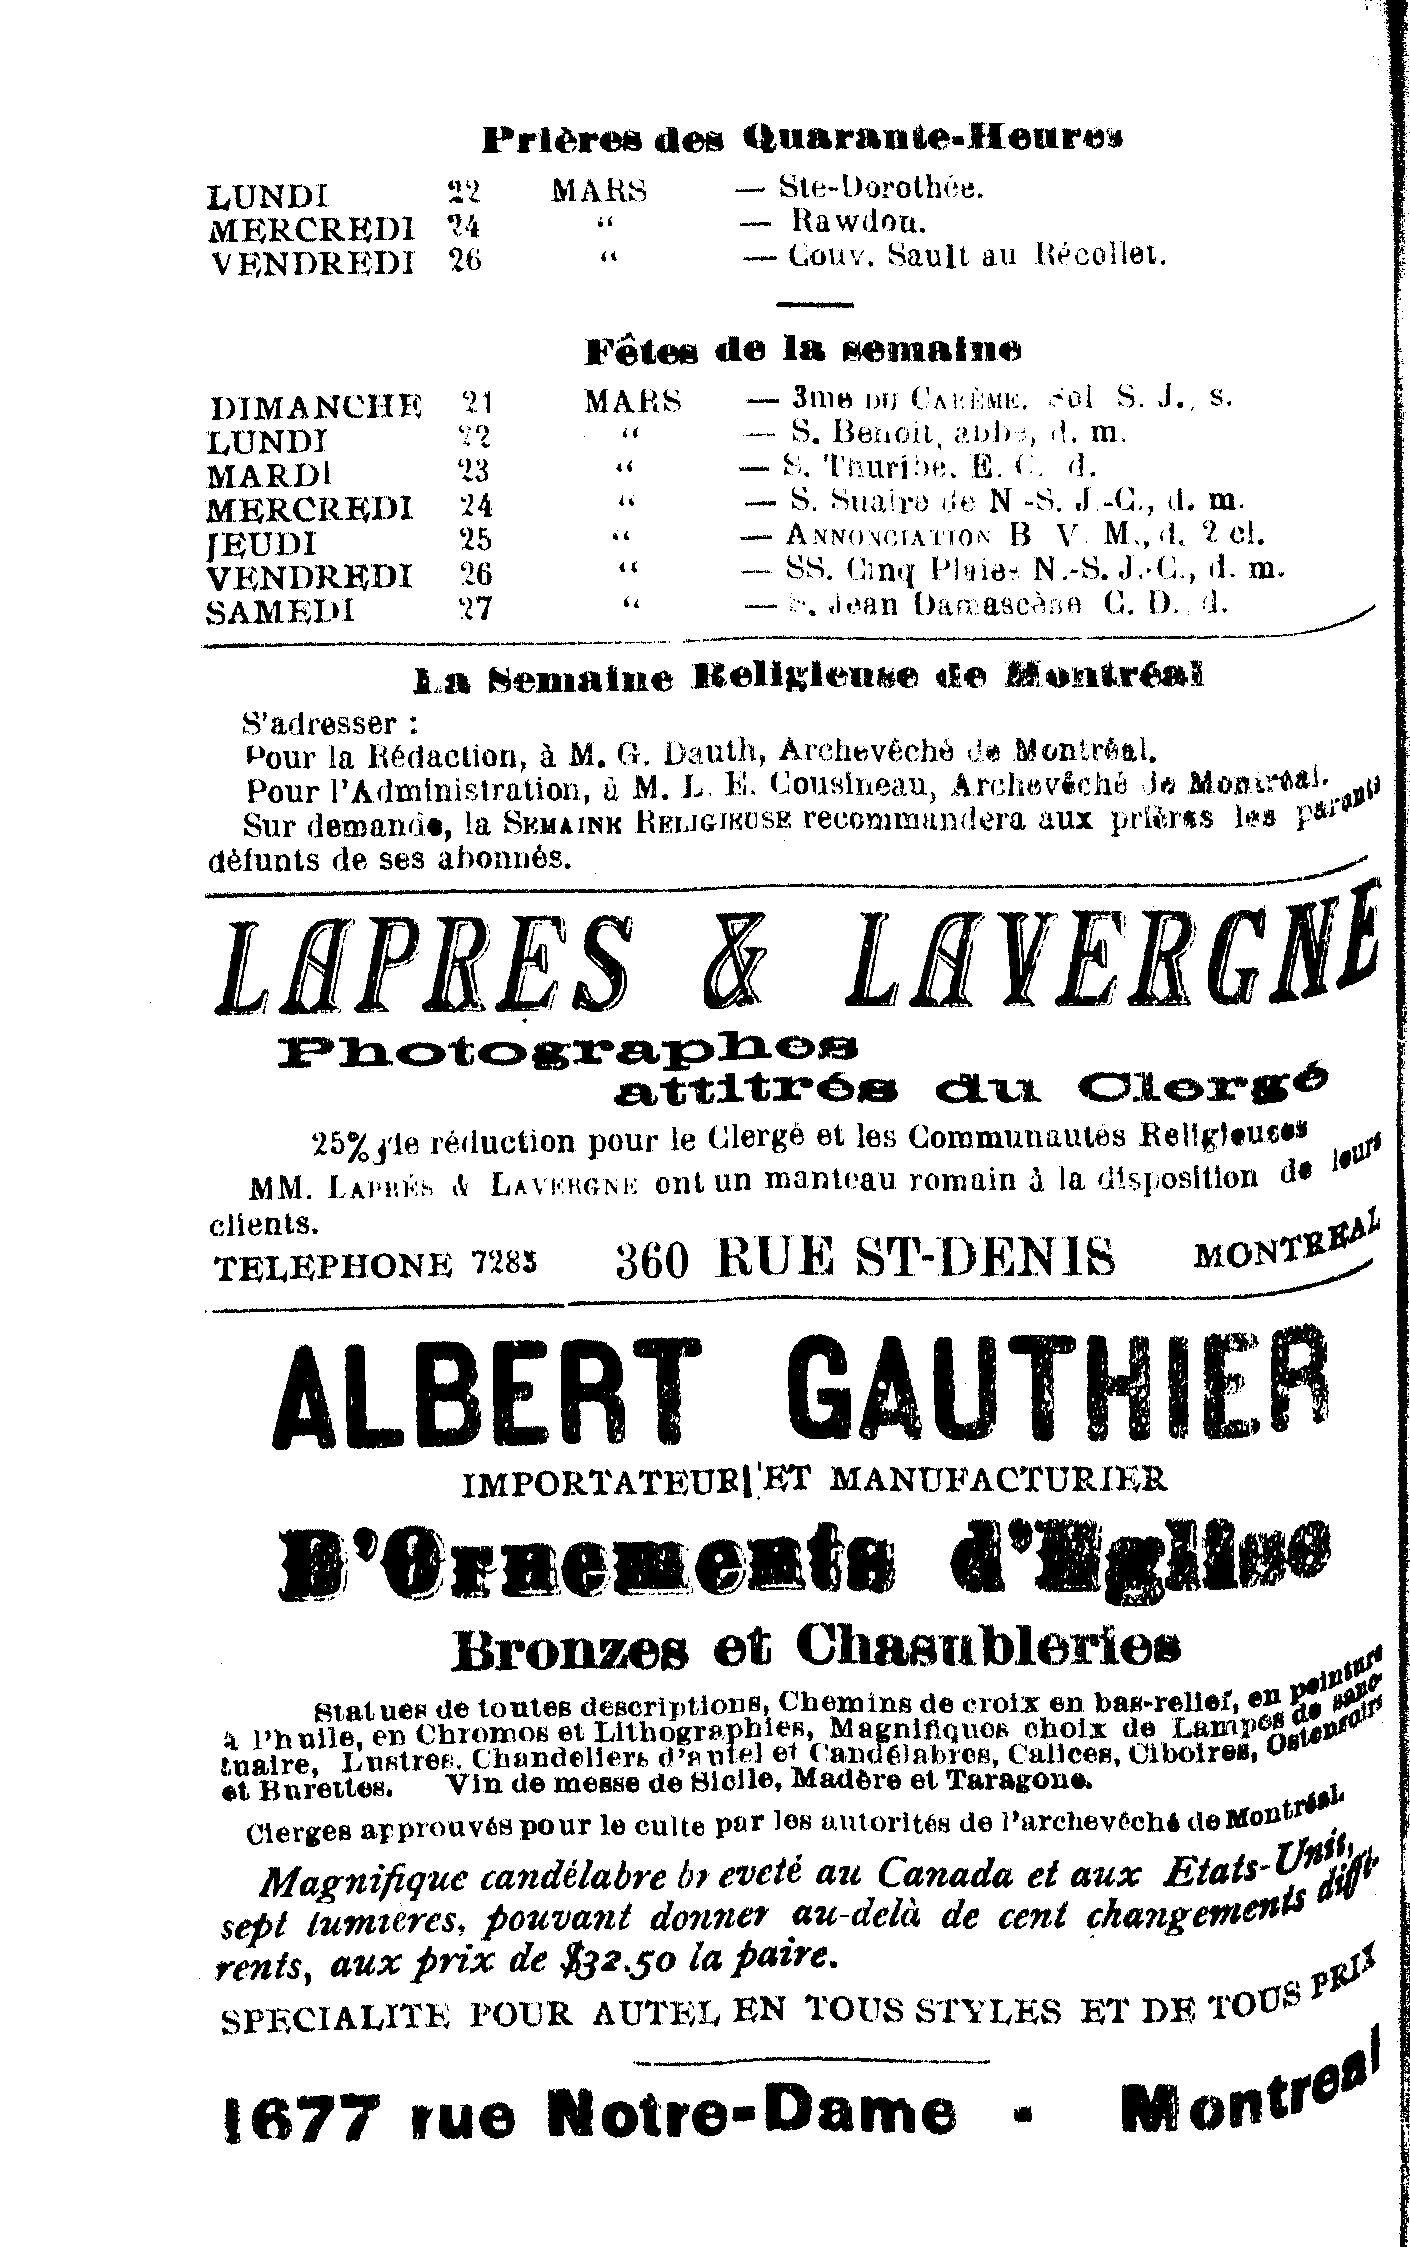 Prières des Quarante-Heures
LUNDI 22 MARS — Ste-Dorothée.
MERCREDI 24 “ — Rawdon.
VENDREDI 26 “ — Couv. Sault au Récollet.
Fêtes de la semaine
DIMANCHE 21 MARS — 3me DU CARÊME. Sol S. J., s.
LUNDI 22 “ — S. Benoit, abbé, d. m.
MARDI 23 “ — S. Thuribe, E. C. d.
MERCREDI 24 “ — S. Suaire de N.-S. J.-C., d. m.
JEUDI 25 “ — ANNONCIATION B. V. M., d. 2 cl.
VENDREDI 26 “ — SS. Cinq Plaies N.-S. J.-C., d. m.
SAMEDI 27 “ — S. Jean Damascène C. D. d.
La Semaine Religieuse de Montréal
S'adresser :
Pour la Rédaction, à M. G. Dauth, Archevêché de Montréal.
Pour l'Administration, à M. L. E. Cousineau, Archevêché de Montréal.
Sur demande, la SEMAINE RELIGIEUSE recommandera aux prières les parents
défunts de ses abonnés.
LAPRES & LAVERGNE
Photographes
attitrés du Clergé
25% de réduction pour le Clergé et les Communautés Religieuses
MM. LAPRÉS & LAVERGNE ont un manteau romain à la disposition de leurs
clients.
TELEPHONE 7283 360 RUE ST-DENIS MONTREAL
ALBERT GAUTHIER
IMPORTATEUR ET MANUFACTURIER
D'Ornements d'Eglise
Bronzes et Chasubleries
Statues de toutes descriptions, Chemins de croix en bas-relief, en peinture
à l'huile, en Chromos et Lithographies, Magnifiques choix de Lampes de sanc-
tuaire, Lustres, Chandeliers d'autel et Candélabres, Calices, Ciboires, Ostensoirs
et Burettes. Vin de messe de Sicile, Madère et Taragone.
Cierges approuvés pour le culte par les autorités de l'archevêché de Montréal.
Magnifique candélabre breveté au Canada et aux Etats-Unis,
sept lumières, pouvant donner au-delà de cent changements diffé-
rents, aux prix de $32.50 la paire.
SPECIALITE POUR AUTEL EN TOUS STYLES ET DE TOUS PRIX
1677 rue Notre-Dame - Montreal